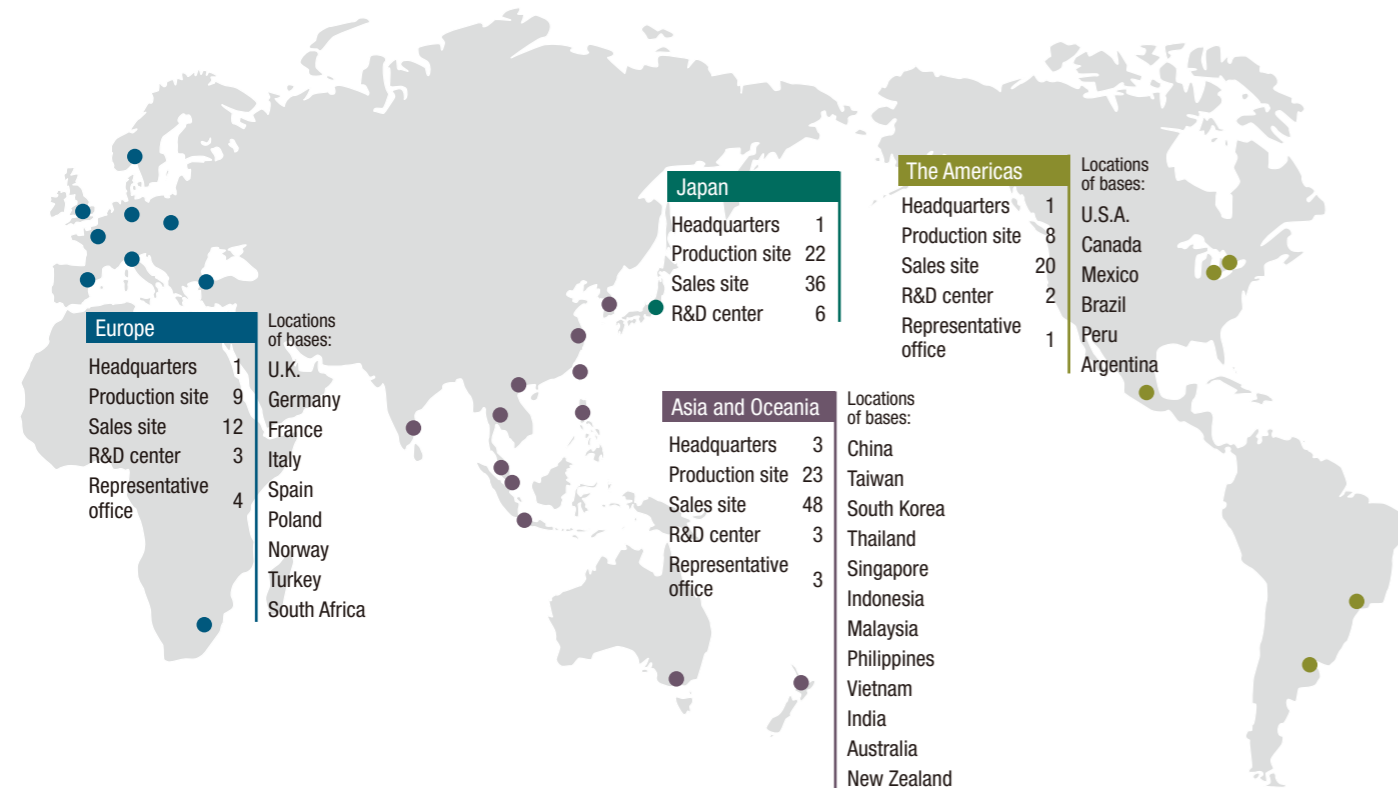 Europe
Headquarters 1
Production site 9
Sales site 12
R&D center 3
Representative
office 4
Locations
of bases:
U.K.
Germany
France
Italy
Spain
Poland
Norway
Turkey
South Africa
Japan
Headquarters 1
Production site 22
Sales site 36
R&D center 6
Asia and Oceania
Headquarters 3
Production site 23
Sales site 48
R&D center 3
Representative
office 3
Locations
of bases:
China
Taiwan
South Korea
Thailand
Singapore
Indonesia
Malaysia
Philippines
Vietnam
India
Australia
New Zealand
The Americas
Headquarters 1
Production site 8
Sales site 20
R&D center 2
Representative
office 1
Locations
of bases:
U.S.A.
Canada
Mexico
Brazil
Peru
Argentina